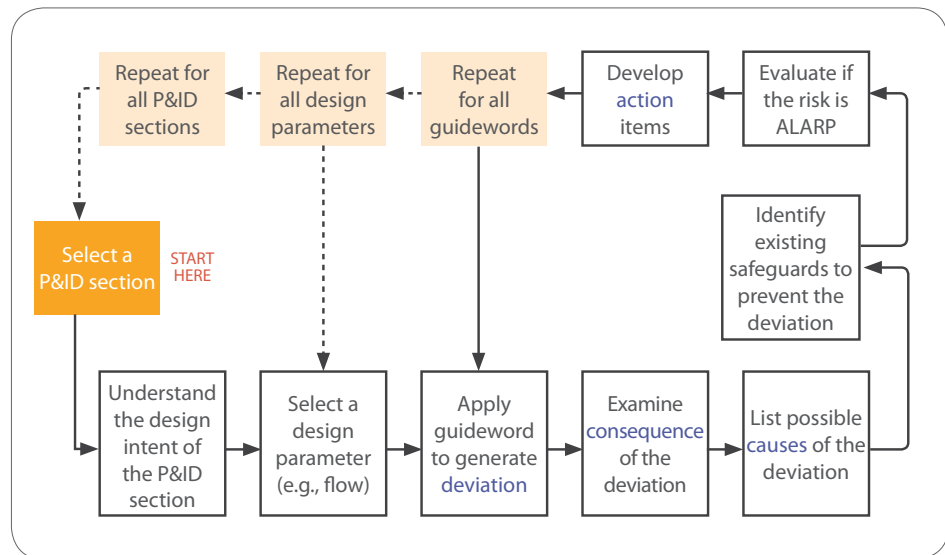 Repeat for
all P&ID
sections
Repeat for
all design
parameters
Repeat
for all
guidewords
Develop
action
items
Evaluate if
the risk is
ALARP
Select a
P&ID section
START
HERE
Identify
existing
safeguards to
prevent the
deviation
Understand
the design
intent of
the P&ID
section
Select a
design
parameter
(e.g., flow)
Apply
guideword
to generate
deviation
Examine
consequence
of the
deviation
List possible
causes of the
deviation